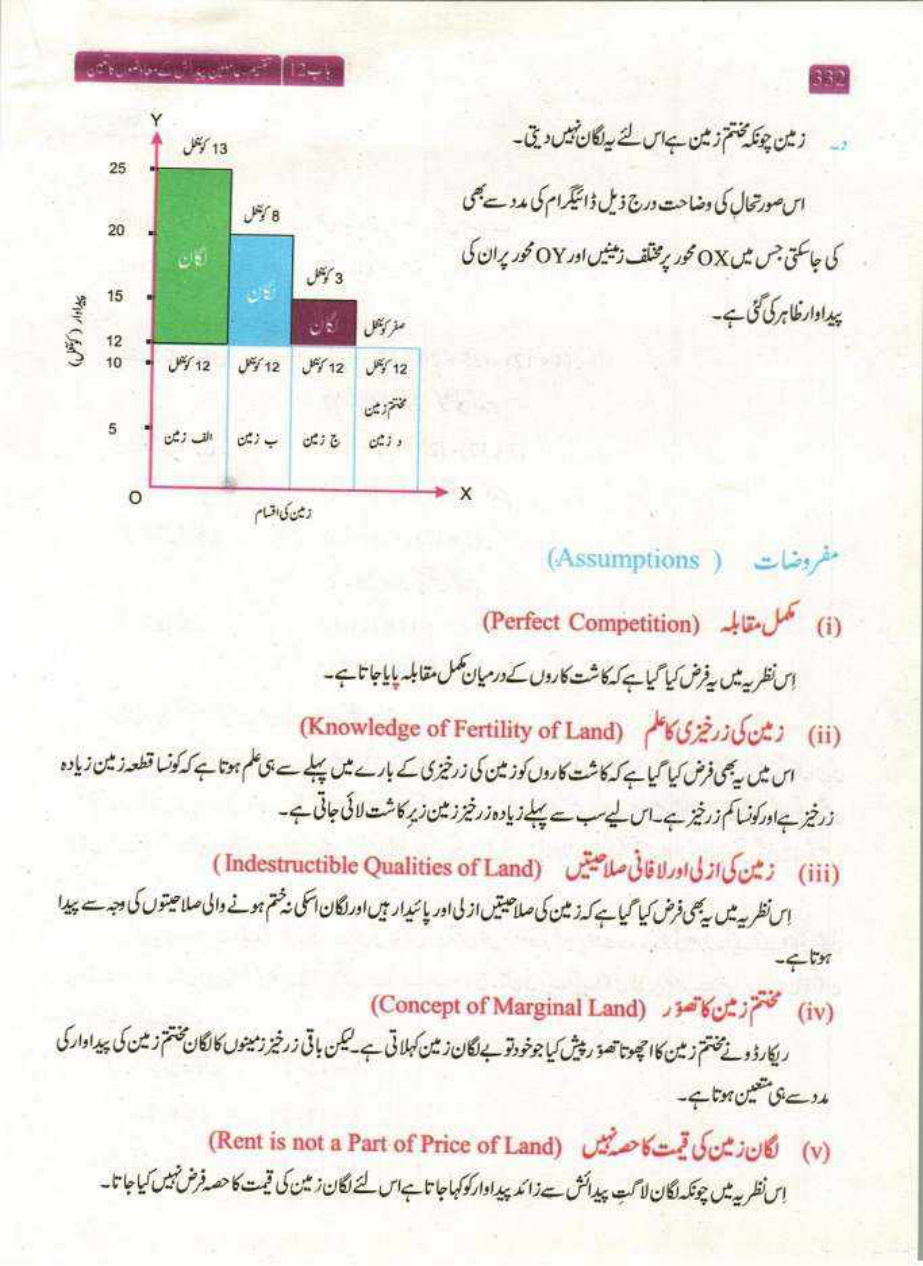 332
باب 12 تقسیم۔ عاملین پیدائش کے معاوضوں کا تعین
د۔ زمین چونکہ مختتم زمین ہے اس لئے یہ لگان نہیں دیتی۔
اس صورتحال کی وضاحت درج ذیل ڈائیگرام کی مدد سے بھی
کی جاسکتی جس میں OX محور پر مختلف زمینیں اور OY محور پر ان کی
پیداوار ظاہر کی گئی ہے۔
Y
13 کوئنٹل
25
8 کوئنٹل
20
لگان
3 کوئنٹل
لگان
15
لگان
صفر کوئنٹل
پیداوار (کوئنٹل)
12
10
12 کوئنٹل
12 کوئنٹل
12 کوئنٹل
12 کوئنٹل
مختتم زمین
5
الف زمین
ب زمین
ج زمین
د زمین
O
X
زمین کی اقسام
مفروضات (Assumptions)
(i) مکمل مقابلہ (Perfect Competition)
اِس نظریہ میں یہ فرض کیا گیا ہے کہ کاشت کاروں کے درمیان مکمل مقابلہ پایا جاتا ہے۔
(ii) زمین کی زرخیزی کا علم (Knowledge of Fertility of Land)
اس میں یہ بھی فرض کیا گیا ہے کہ کاشت کاروں کو زمین کی زرخیزی کے بارے میں پہلے سے ہی علم ہوتا ہے کہ کونسا قطعہ زمین زیادہ
زرخیز ہے اور کونسا کم زرخیز ہے۔ اس لیے سب سے پہلے زیادہ زرخیز زمین زیرِ کاشت لائی جاتی ہے۔
(iii) زمین کی ازلی اور لافانی صلاحیتیں (Indestructible Qualities of Land)
اِس نظریہ میں یہ بھی فرض کیا گیا ہے کہ زمین کی صلاحیتیں ازلی اور پائیدار ہیں اور لگان اسکی نہ ختم ہونے والی صلاحیتوں کی وجہ سے پیدا
ہوتا ہے۔
(iv) مختتم زمین کا تصوّر (Concept of Marginal Land)
ریکارڈو نے مختتم زمین کا اچھوتا تصوّر پیش کیا جو خود تو بے لگان زمین کہلاتی ہے۔ لیکن باقی زرخیز زمینوں کا لگان مختتم زمین کی پیداوار کی
مدد سے ہی متعین ہوتا ہے۔
(v) لگان زمین کی قیمت کا حصہ نہیں (Rent is not a Part of Price of Land)
اِس نظریہ میں چونکہ لگان لاگتِ پیدائش سے زائد پیداوار کو کہا جاتا ہے اس لئے لگان زمین کی قیمت کا حصہ فرض نہیں کیا جاتا۔